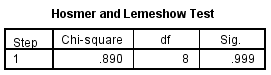 Hosmer and Lemeshow Test
Step Chi-square df Sig.
1 .890 8 .999